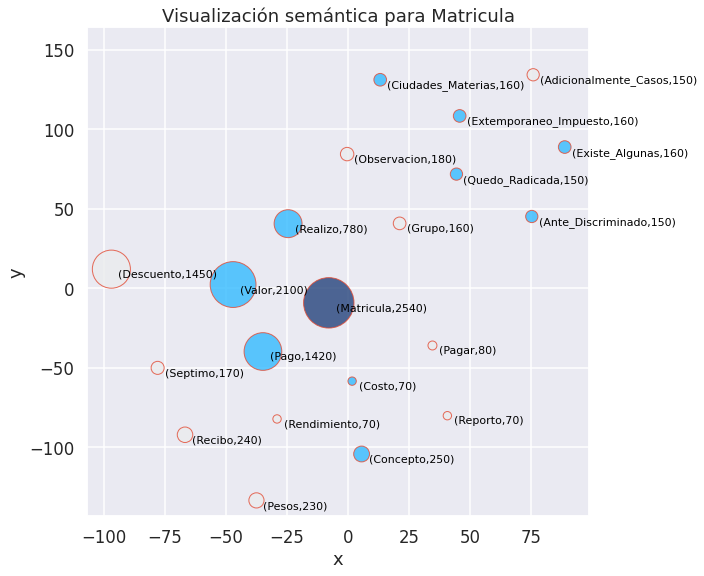 Visualización semántica para Matricula
150
100
50
0
−50
−100
y
(Ciudades_Materias,160)
(Adicionalmente_Casos,150)
(Extemporaneo_Impuesto,160)
(Observacion,180)
(Existe_Algunas,160)
(Quedo_Radicada,150)
(Realizo,780)
(Grupo,160)
(Ante_Discriminado,150)
(Descuento,1450)
(Valor,2100)
(Matricula,2540)
(Pago,1420)
(Pagar,80)
(Septimo,170)
(Costo,70)
(Rendimiento,70)
(Reporto,70)
(Recibo,240)
(Concepto,250)
(Pesos,230)
−100
−75
−50
−25
0
25
50
75
x